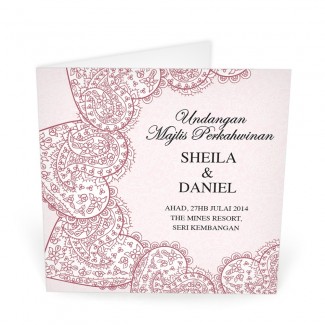 Undangan
Majlis Perkahwinan
SHEILA
&
DANIEL
AHAD, 27HB JULAI 2014
THE MINES RESORT,
SERI KEMBANGAN